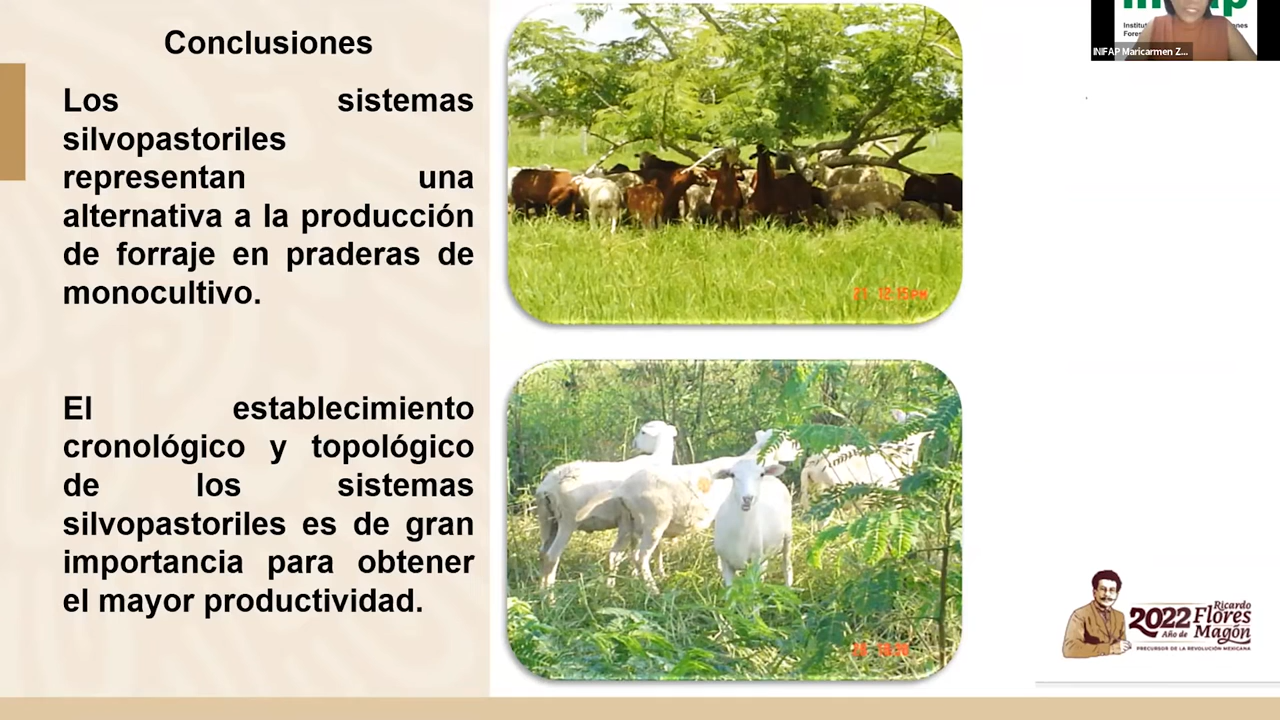 Conclusiones
Los sistemas
silvopastoriles
representan una
alternativa a la producción
de forraje en praderas de
monocultivo.
El establecimiento
cronológico y topológico
de los sistemas
silvopastoriles es de gran
importancia para obtener
el mayor productividad.
INIFAP Maricarmen Z...
2022
Año de
Ricardo
Flores
Magón
PRECURSOR DE LA REVOLUCIÓN MEXICANA